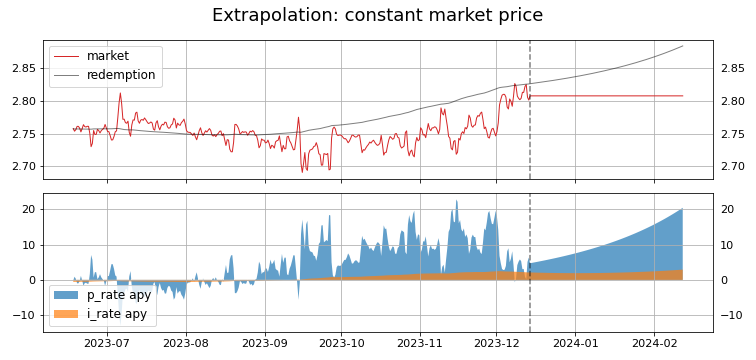 Extrapolation: constant market price
market
redemption
2.85 2.85
2.80 2.80
2.75 2.75
2.70 2.70
20 20
10 10
0 0
−10 −10
p_rate apy
i_rate apy
2023-07 2023-08 2023-09 2023-10 2023-11 2023-12 2024-01 2024-02